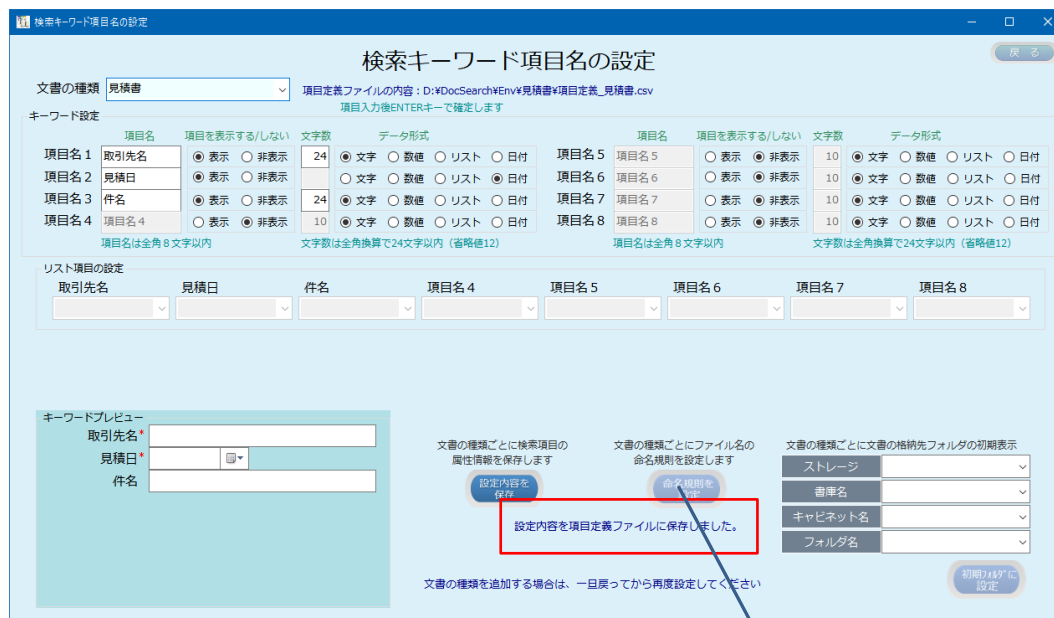 検索キーワード項目名の設定
検索キーワード項目名の設定
戻 る
文書の種類 見積書
項目定義ファイルの内容：D:¥DocSearch¥Env¥見積書¥項目定義_見積書.csv
項目入力後ENTERキーで確定します
キーワード設定
項目名 項目を表示する/しない 文字数 データ形式 項目名 項目を表示する/しない 文字数 データ形式
項目名1 取引先名 表示 非表示 24 文字 数値 リスト 日付 項目名5 項目名5 表示 非表示 10 文字 数値 リスト 日付
項目名2 見積日 表示 非表示 文字 数値 リスト 日付 項目名6 項目名6 表示 非表示 10 文字 数値 リスト 日付
項目名3 件名 表示 非表示 24 文字 数値 リスト 日付 項目名7 項目名7 表示 非表示 10 文字 数値 リスト 日付
項目名4 項目名4 表示 非表示 10 文字 数値 リスト 日付 項目名8 項目名8 表示 非表示 10 文字 数値 リスト 日付
項目名は全角8文字以内 文字数は全角換算で24文字以内（省略値12） 項目名は全角8文字以内 文字数は全角換算で24文字以内（省略値12）
リスト項目の設定
取引先名 見積日 件名 項目名4 項目名5 項目名6 項目名7 項目名8
キーワードプレビュー
取引先名*
見積日*
件名
文書の種類ごとに検索項目の
属性情報を保存します
設定内容を
保存
文書の種類ごとにファイル名の
命名規則を設定します
命名規則を
設定
設定内容を項目定義ファイルに保存しました。
文書の種類を追加する場合は、一旦戻ってから再度設定してください
文書の種類ごとに文書の格納先フォルダの初期表示
ストレージ
書庫名
キャビネット名
フォルダ名
初期ﾌｫﾙﾀﾞに
設定